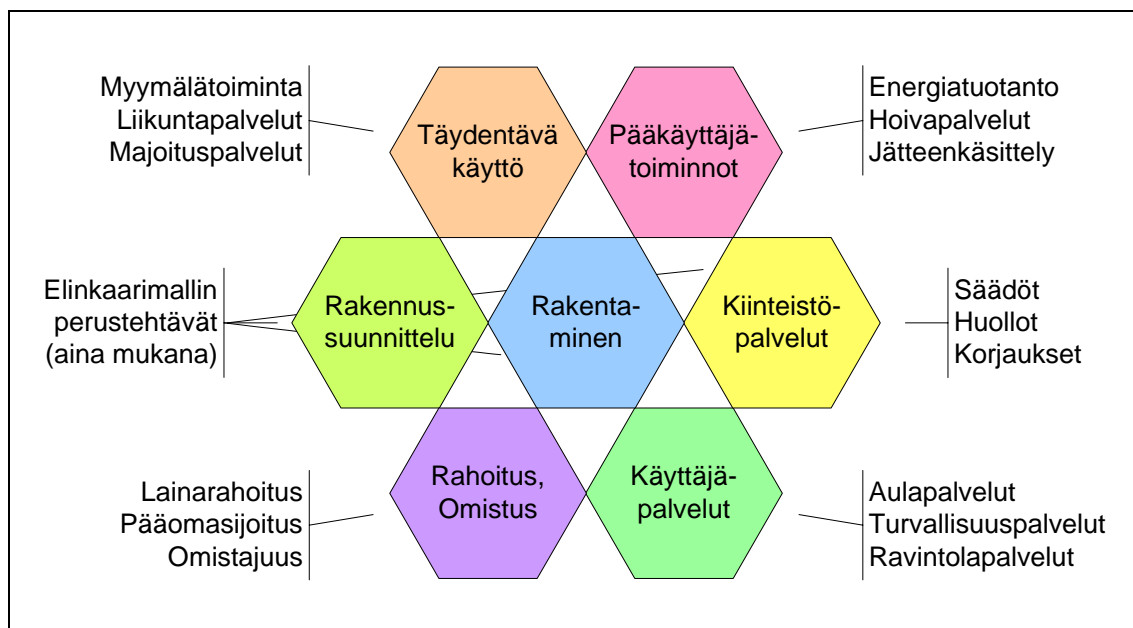 Myymälätoiminta
Liikuntapalvelut
Majoituspalvelut
Täydentävä
käyttö
Pääkäyttäjä-
toiminnot
Energiatuotanto
Hoivapalvelut
Jätteenkäsittely
Elinkaarimallin
perustehtävät
(aina mukana)
Rakennus-
suunnittelu
Rakenta-
minen
Kiinteistö-
palvelut
Säädöt
Huollot
Korjaukset
Lainarahoitus
Pääomasijoitus
Omistajuus
Rahoitus,
Omistus
Käyttäjä-
palvelut
Aulapalvelut
Turvallisuuspalvelut
Ravintolapalvelut